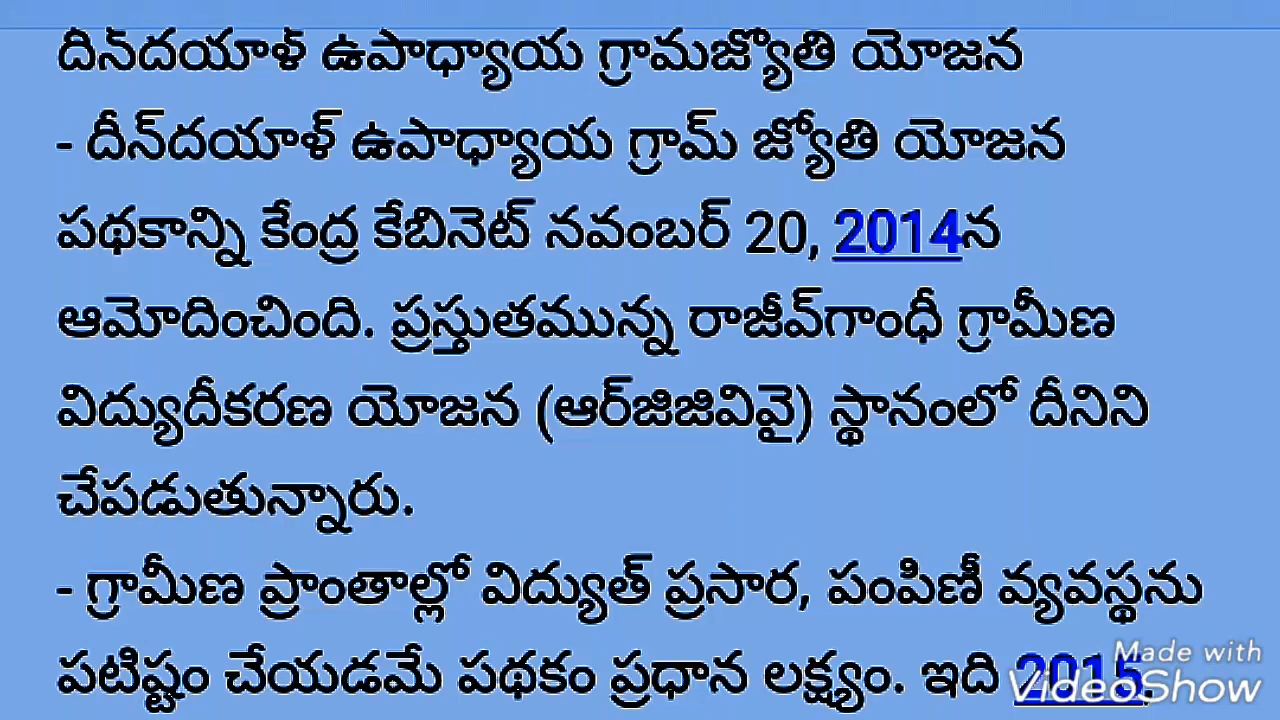 దీన్‌దయాళ్ ఉపాధ్యాయ గ్రామజ్యోతి యోజన
- దీన్‌దయాళ్ ఉపాధ్యాయ గ్రామ్ జ్యోతి యోజన
పథకాన్ని కేంద్ర కేబినెట్ నవంబర్ 20, 2014న
ఆమోదించింది. ప్రస్తుతమున్న రాజీవ్‌గాంధీ గ్రామీణ
విద్యుదీకరణ యోజన (ఆర్‌జిజివివై) స్థానంలో దీనిని
చేపడుతున్నారు.
- గ్రామీణ ప్రాంతాల్లో విద్యుత్ ప్రసార, పంపిణీ వ్యవస్థను
పటిష్టం చేయడమే పథకం ప్రధాన లక్ష్యం. ఇది 2015,
Made with
VideoShow